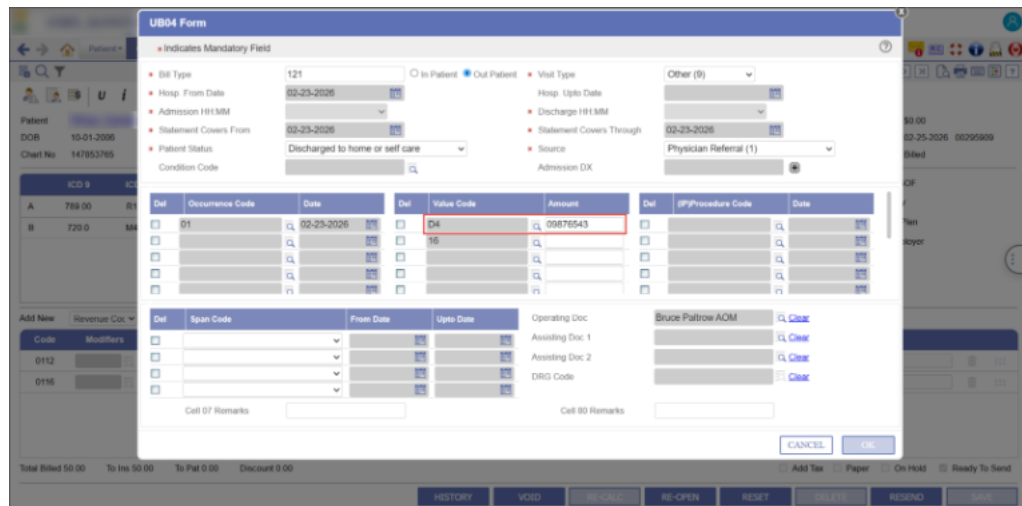 UB04 Form
* Indicates Mandatory Field
Patient
* Bill Type 121 In Patient Out Patient * Visit Type Other (9)
* Hosp. From Date 02-23-2026 Hosp. Upto Date
* Admission HH:MM * Discharge HH:MM
* Statement Covers From 02-23-2026 * Statement Covers Through 02-23-2026
* Patient Status Discharged to home or self care * Source Physician Referral (1)
Condition Code Admission DX
Patient $0.00
DOB 10-01-2006 02-25-2026 00295909
Chart No 147853765 Billed
ICD 9
A 789.00
B 720.0
Del Occurrence Code Date Del Value Code Amount Del (IP)Procedure Code Date
01 02-23-2026 D4 09876543
16
Add New
Code Modifiers
0112
0116
Del Span Code From Date Upto Date
Operating Doc Bruce Paltrow AOM Clear
Assisting Doc 1 Clear
Assisting Doc 2 Clear
DRG Code Clear
Cell 07 Remarks Cell 80 Remarks
CANCEL OK
Total Billed 50.00 To Ins 50.00 To Pat 0.00 Discount 0.00 Add Tax Paper On Hold Ready To Send
HISTORY VOID RE-CALC RE-OPEN RESET DELETE RESEND SAVE